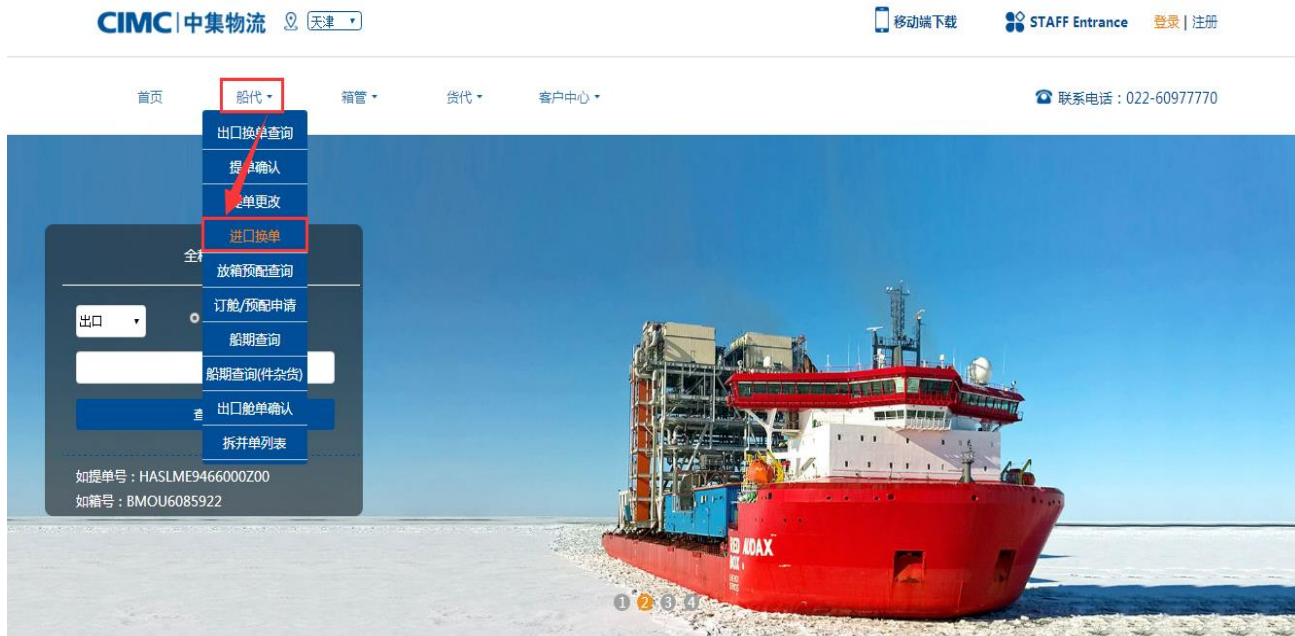 CIMC 中集物流 天津
移动端下载 STAFF Entrance 登录 | 注册
首页 船代 箱管 货代 客户中心 联系电话：022-60977770
出口换单查询
提单确认
单更改
进口换单
放箱预配查询
订舱/预配申请
船期查询
船期查询(件杂货)
出口舱单确认
拆并单列表
全
出口
如提单号：HASLME9466000Z00
如箱号：BMOU6085922
RED
AUDAX
1 2 3 4